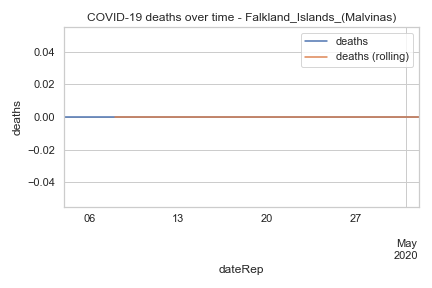 COVID-19 deaths over time - Falkland_Islands_(Malvinas)
deaths
deaths (rolling)
0.04
0.02
0.00
−0.02
−0.04
deaths
06
13
20
27
May
2020
dateRep